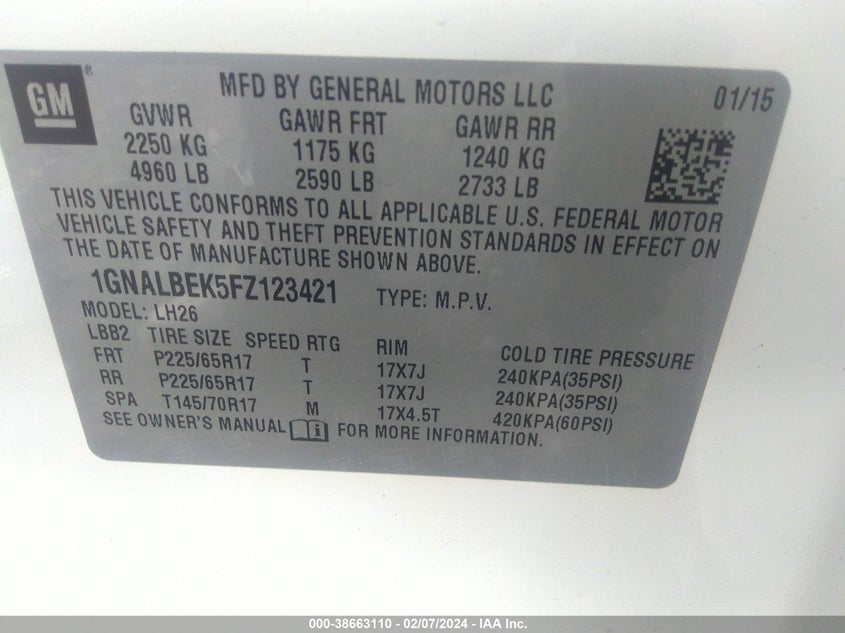 GM®
MFD BY GENERAL MOTORS LLC 01/15
GVWR GAWR FRT GAWR RR
2250 KG 1175 KG 1240 KG
4960 LB 2590 LB 2733 LB
THIS VEHICLE CONFORMS TO ALL APPLICABLE U.S. FEDERAL MOTOR
VEHICLE SAFETY AND THEFT PREVENTION STANDARDS IN EFFECT ON
THE DATE OF MANUFACTURE SHOWN ABOVE.
1GNALBEK5FZ123421 TYPE: M.P.V.
MODEL: LH26
LBB2 TIRE SIZE SPEED RTG RIM COLD TIRE PRESSURE
FRT P225/65R17 T 17X7J 240KPA(35PSI)
RR P225/65R17 T 17X7J 240KPA(35PSI)
SPA T145/70R17 M 17X4.5T 420KPA(60PSI)
SEE OWNER'S MANUAL FOR MORE INFORMATION.
000-38663110 - 02/07/2024 - IAA Inc.